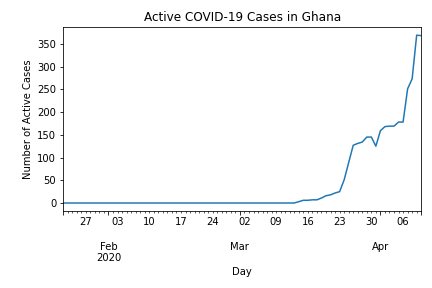 Active COVID-19 Cases in Ghana
Number of Active Cases
350
300
250
200
150
100
50
0
27 03 10 17 24 02 09 16 23 30 06
Feb Mar Apr
2020
Day